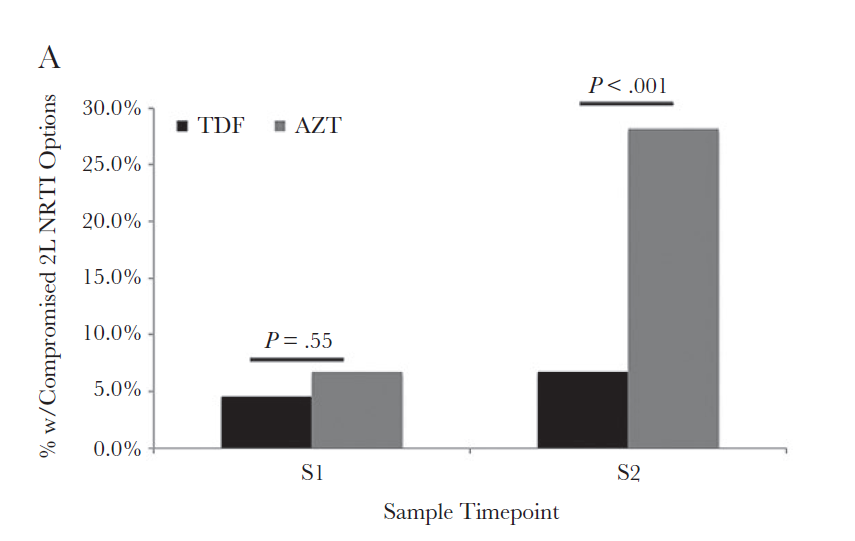 A
% w/Compromised 2L NRTI Options
30.0%
25.0%
20.0%
15.0%
10.0%
5.0%
0.0%
TDF AZT
P = .55
P < .001
S1 S2
Sample Timepoint